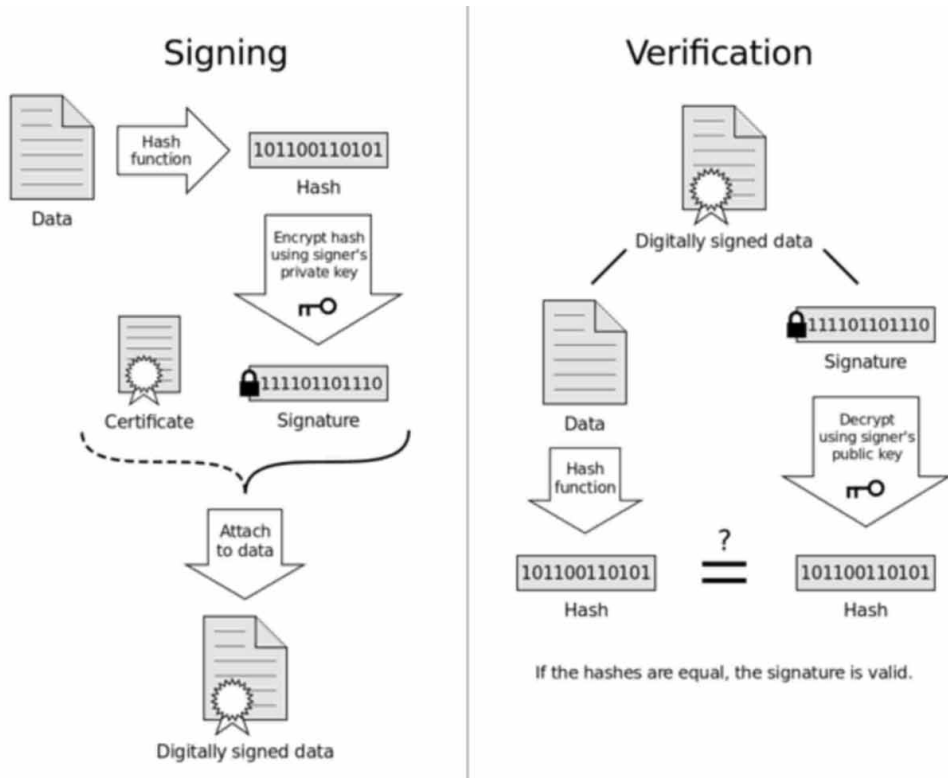 Signing
Hash
function
101100110101
Hash
Data
Encrypt hash
using signer's
private key
111101101110
Certificate
Signature
Attach
to data
Digitally signed data
Verification
Digitally signed data
111101101110
Signature
Data
Decrypt
using signer's
public key
Hash
function
?
101100110101
101100110101
Hash
Hash
If the hashes are equal, the signature is valid.